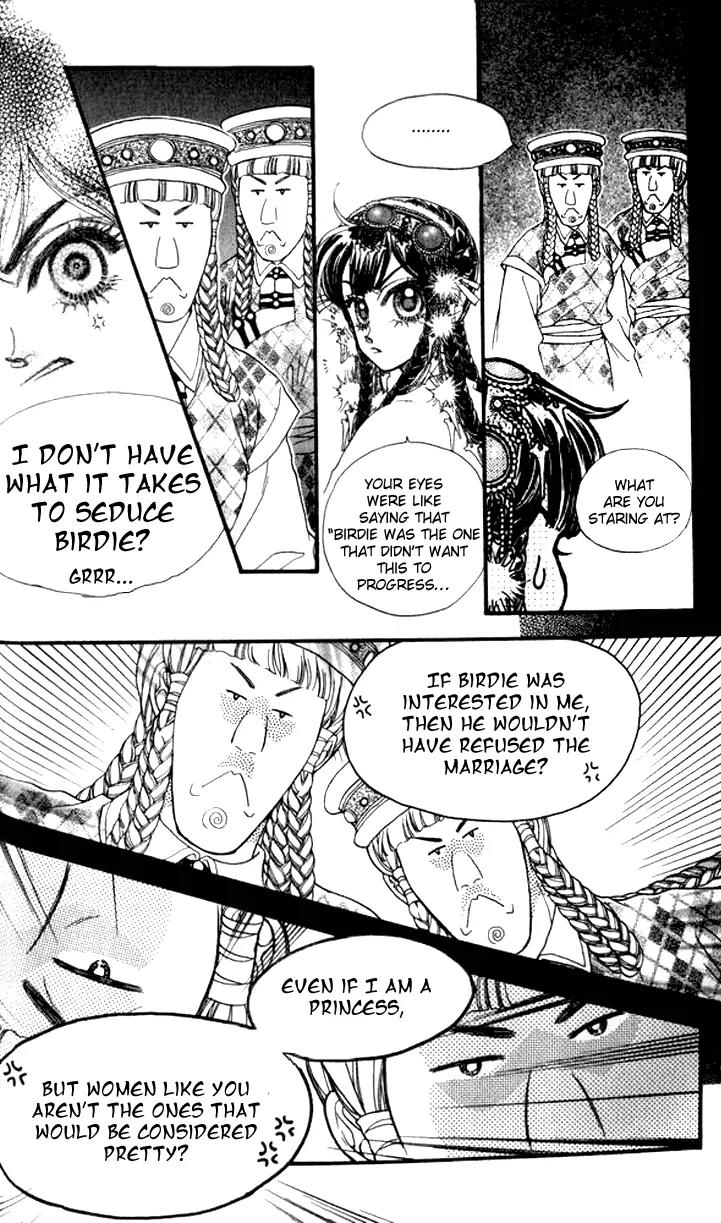 ........
WHAT
ARE YOU
STARING AT?
YOUR EYES
WERE LIKE
SAYING THAT
"BIRDIE WAS THE ONE
THAT DIDN'T WANT
THIS TO
PROGRESS...
I DON'T HAVE
WHAT IT TAKES
TO SEDUCE
BIRDIE?
GRRR...
IF BIRDIE WAS
INTERESTED IN ME,
THEN HE WOULDN'T
HAVE REFUSED THE
MARRIAGE?
EVEN IF I AM A
PRINCESS,
BUT WOMEN LIKE YOU
AREN'T THE ONES THAT
WOULD BE CONSIDERED
PRETTY?